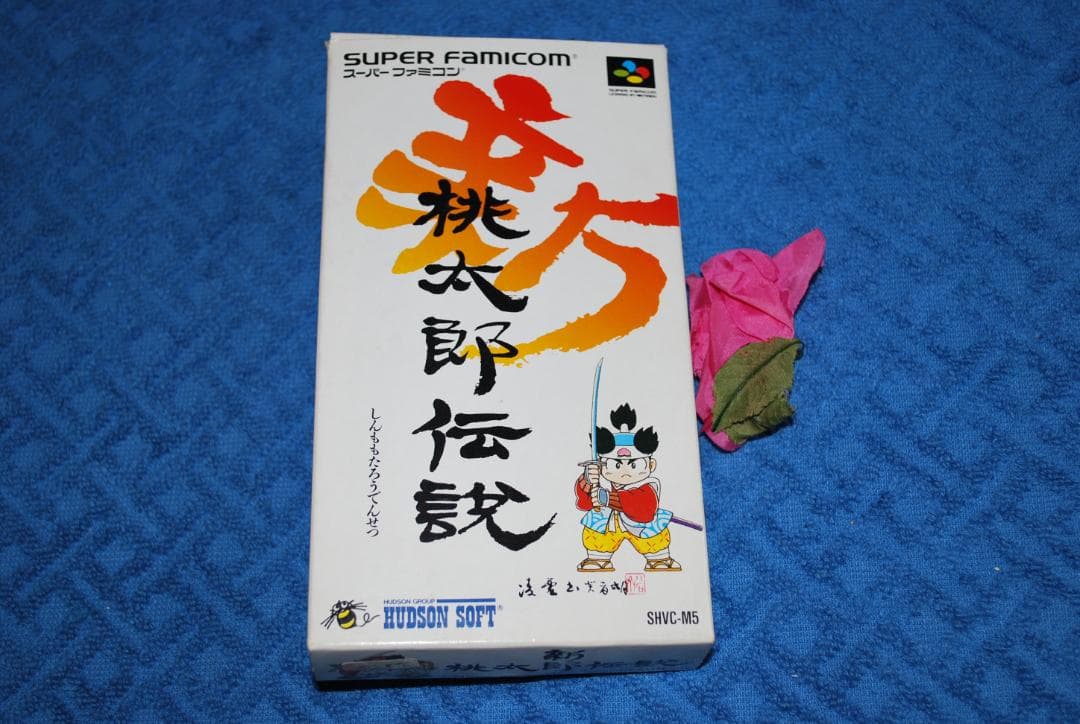 SUPER FAMICOM
スーパーファミコン
SUPER FAMICOM
新
桃太郎伝説
しんももたろうでんせつ
HUDSON GROUP
HUDSON SOFT
SHVC-M5
新
桃太郎伝説